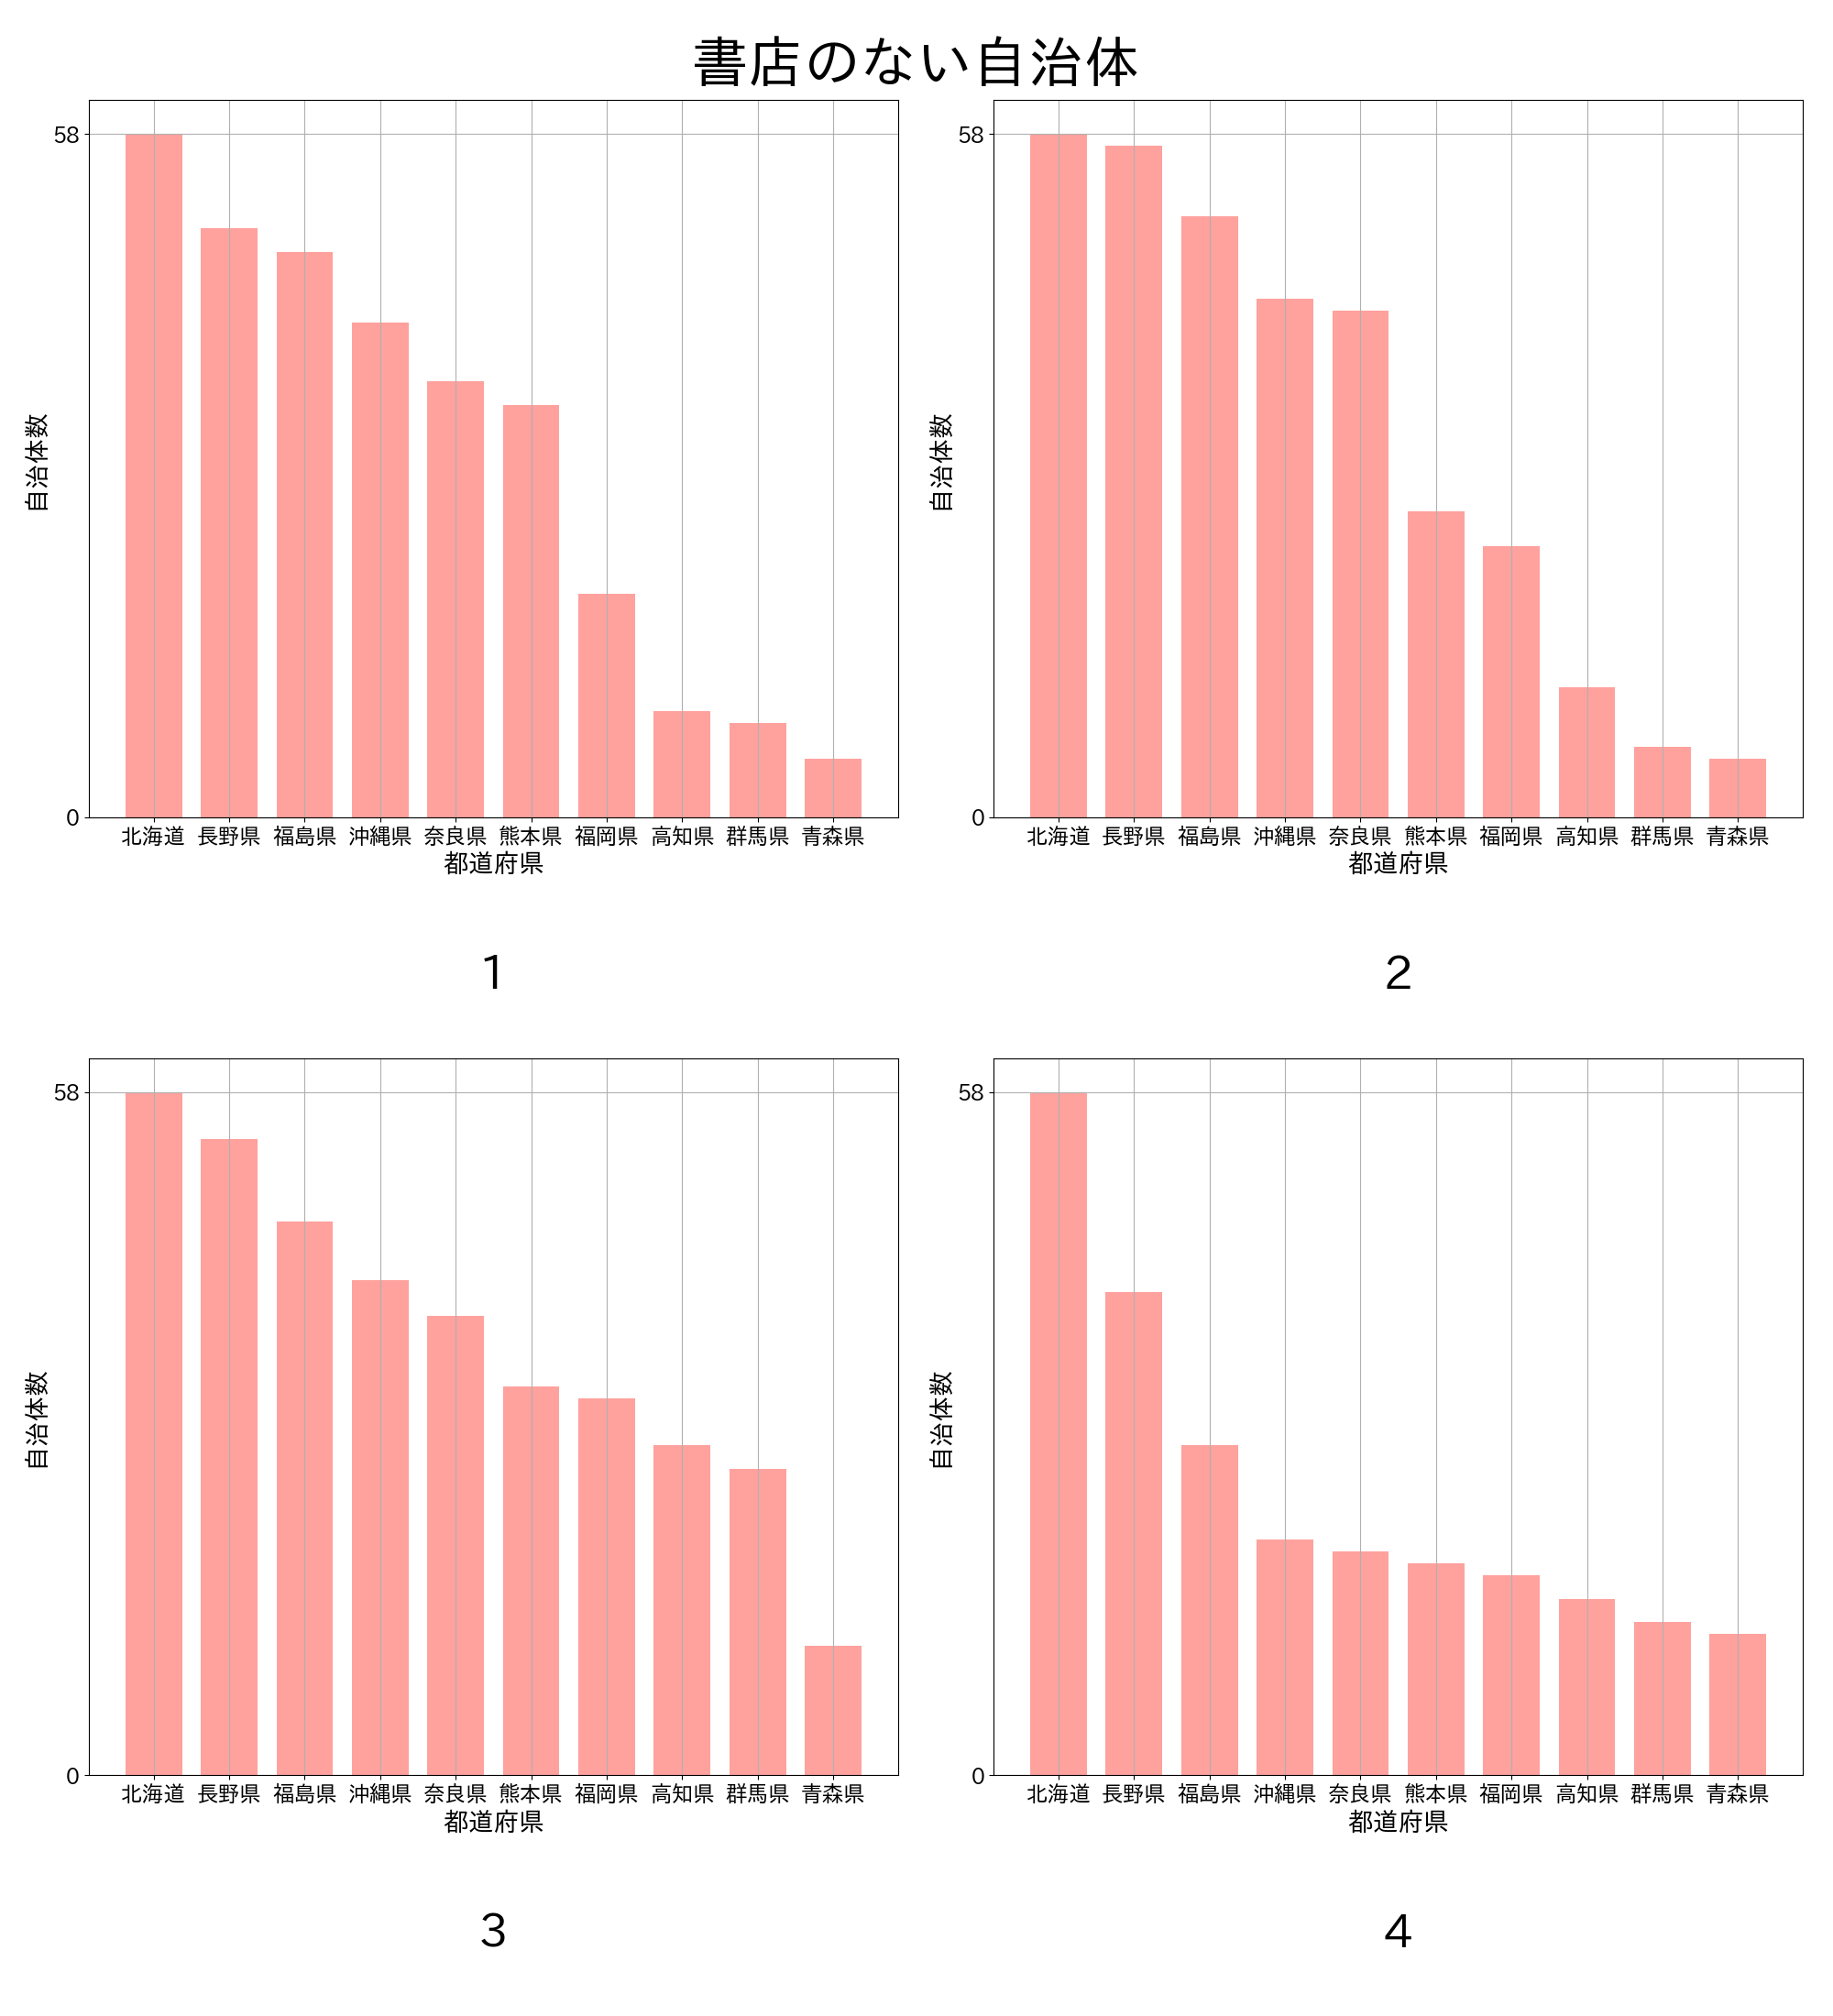 書店のない自治体
58
0
自治体数
北海道 長野県 福島県 沖縄県 奈良県 熊本県 福岡県 高知県 群馬県 青森県
都道府県
1
58
0
自治体数
北海道 長野県 福島県 沖縄県 奈良県 熊本県 福岡県 高知県 群馬県 青森県
都道府県
2
58
0
自治体数
北海道 長野県 福島県 沖縄県 奈良県 熊本県 福岡県 高知県 群馬県 青森県
都道府県
3
58
0
自治体数
北海道 長野県 福島県 沖縄県 奈良県 熊本県 福岡県 高知県 群馬県 青森県
都道府県
4